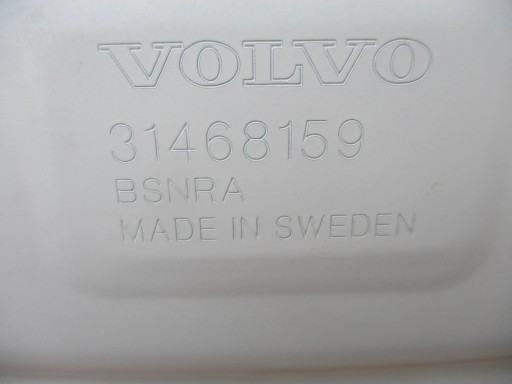 VOLVO
31468159
BSNRA
MADE IN SWEDEN